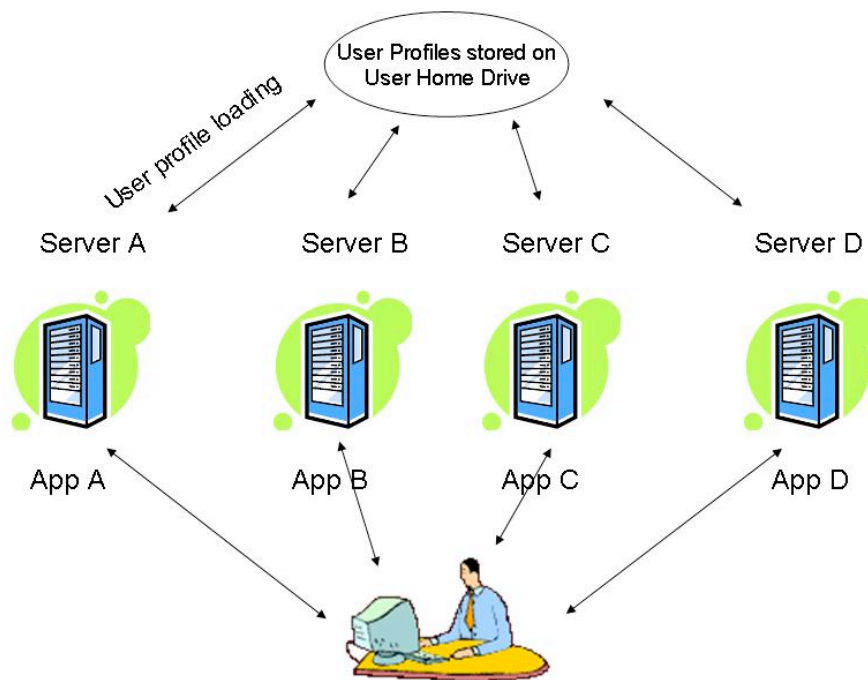 User Profiles stored on
User Home Drive
User profile loading
Server A
Server B
Server C
Server D
App A
App B
App C
App D